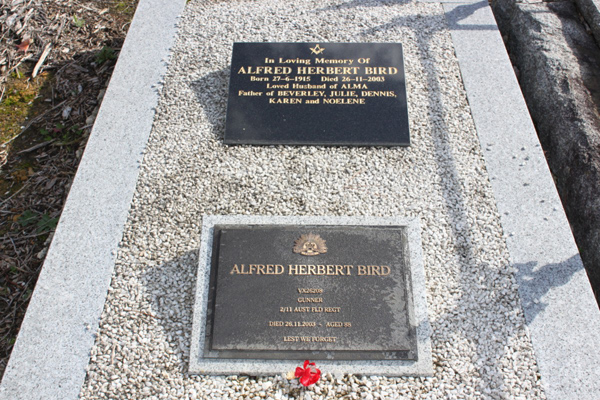 In Loving Memory Of
ALFRED HERBERT BIRD
Born 27-6-1915 Died 26-11-2003
Loved Husband of ALMA
Father of BEVERLEY, JULIE, DENNIS,
KAREN and NOELENE
ALFRED HERBERT BIRD
VX26208
GUNNER
2/11 AUST FLD REGT
DIED 26.11.2003 ~ AGED 88
LEST WE FORGET